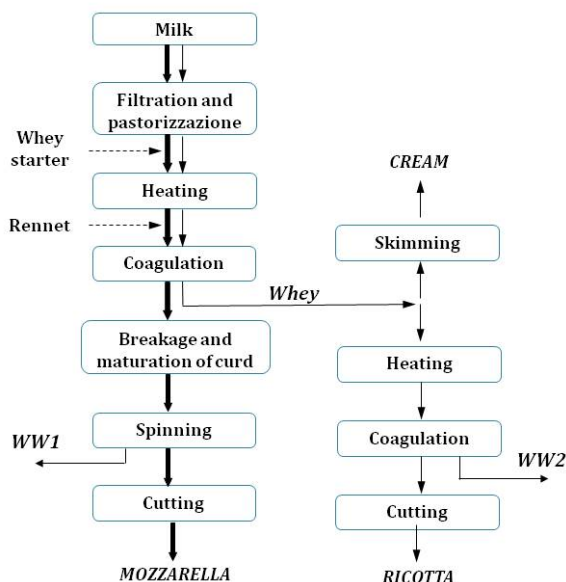 Milk
Filtration and
pastorizzazione
Whey
starter
Heating
Rennet
Coagulation
Whey
Breakage and
maturation of curd
Spinning
WW1
Cutting
MOZZARELLA
CREAM
Skimming
Heating
Coagulation
WW2
Cutting
RICOTTA